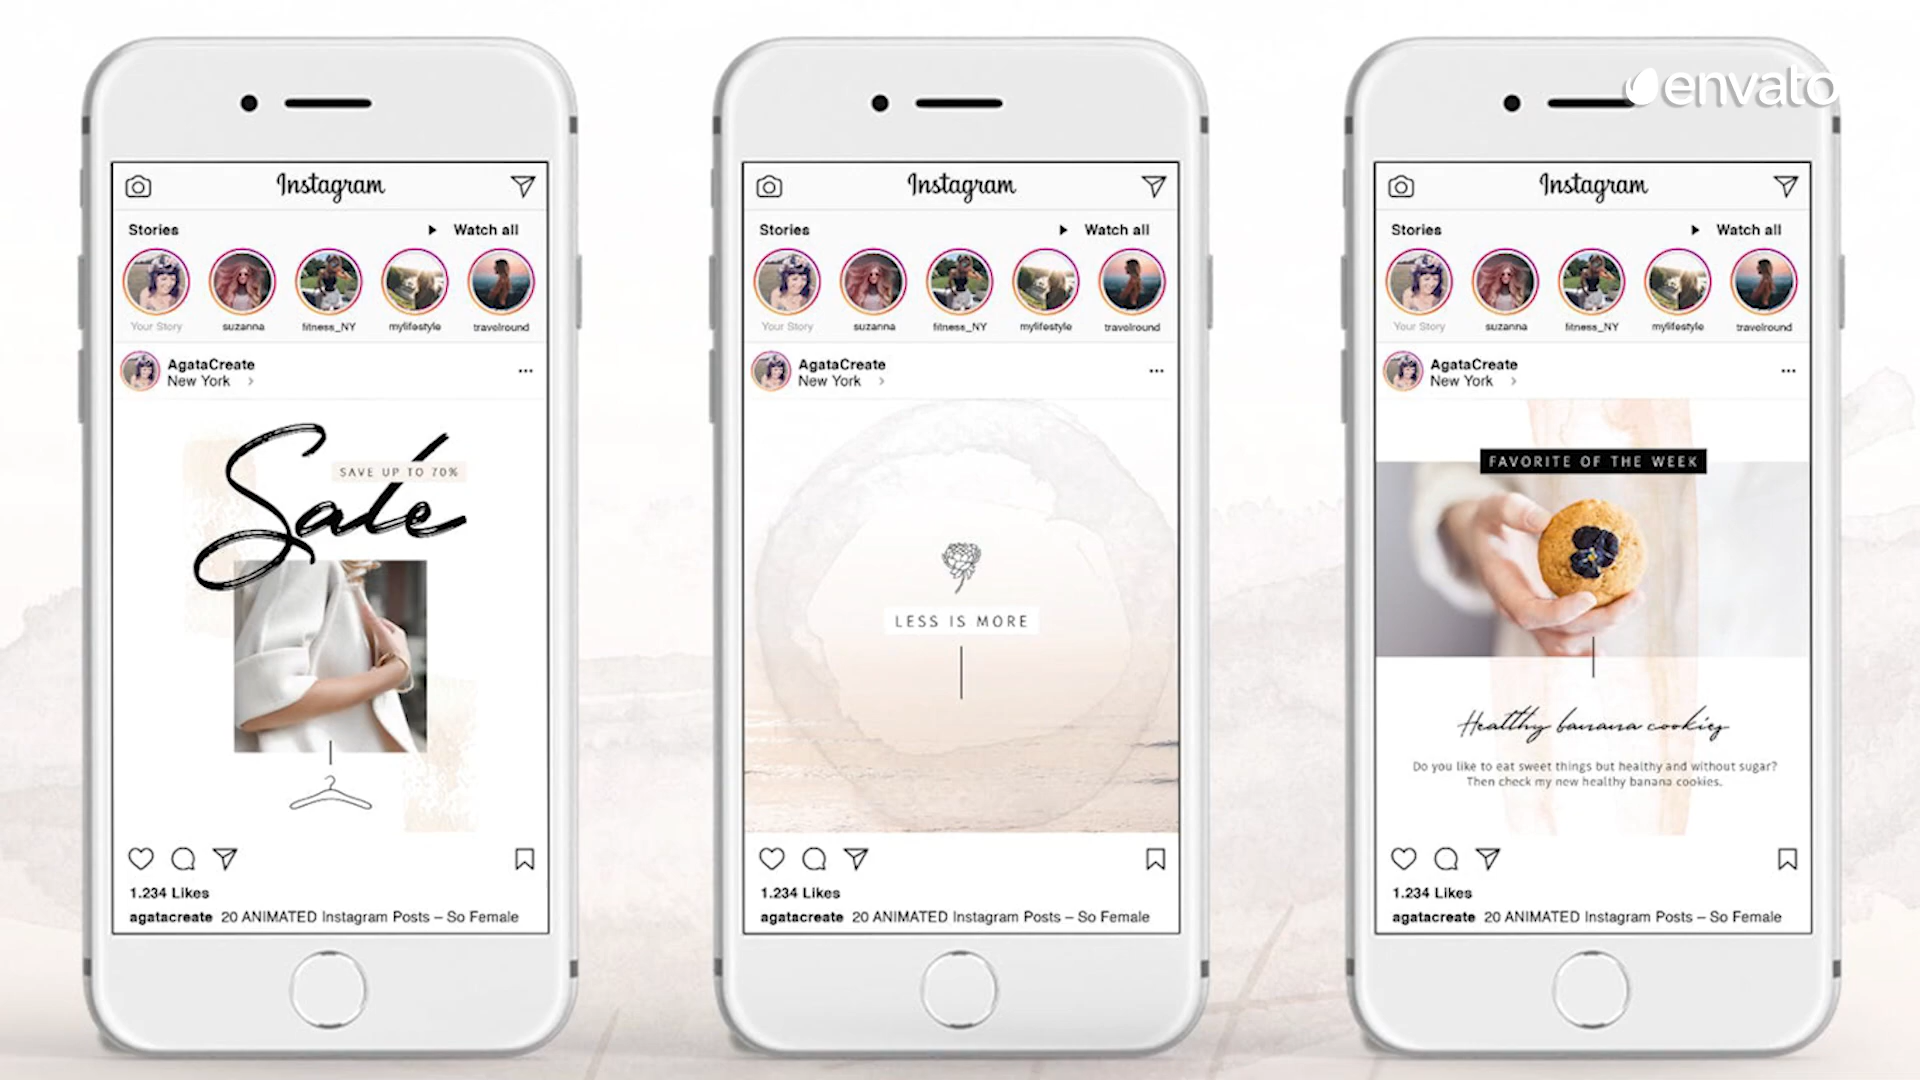 envato
Instagram
Stories
Watch all
Your Story
suzanna
fitness_NY
mylifestyle
travelround
AgataCreate
New York
Sale
SAVE UP TO 70%
1.234 Likes
agatacreate 20 ANIMATED Instagram Posts – So Female
Instagram
Stories
Watch all
Your Story
suzanna
fitness_NY
mylifestyle
travelround
AgataCreate
New York
LESS IS MORE
1.234 Likes
agatacreate 20 ANIMATED Instagram Posts – So Female
Instagram
Stories
Watch all
Your Story
suzanna
fitness_NY
mylifestyle
travelround
AgataCreate
New York
FAVORITE OF THE WEEK
Healthy banana cookies
Do you like to eat sweet things but healthy and without sugar?
Then check my new healthy banana cookies.
1.234 Likes
agatacreate 20 ANIMATED Instagram Posts – So Female